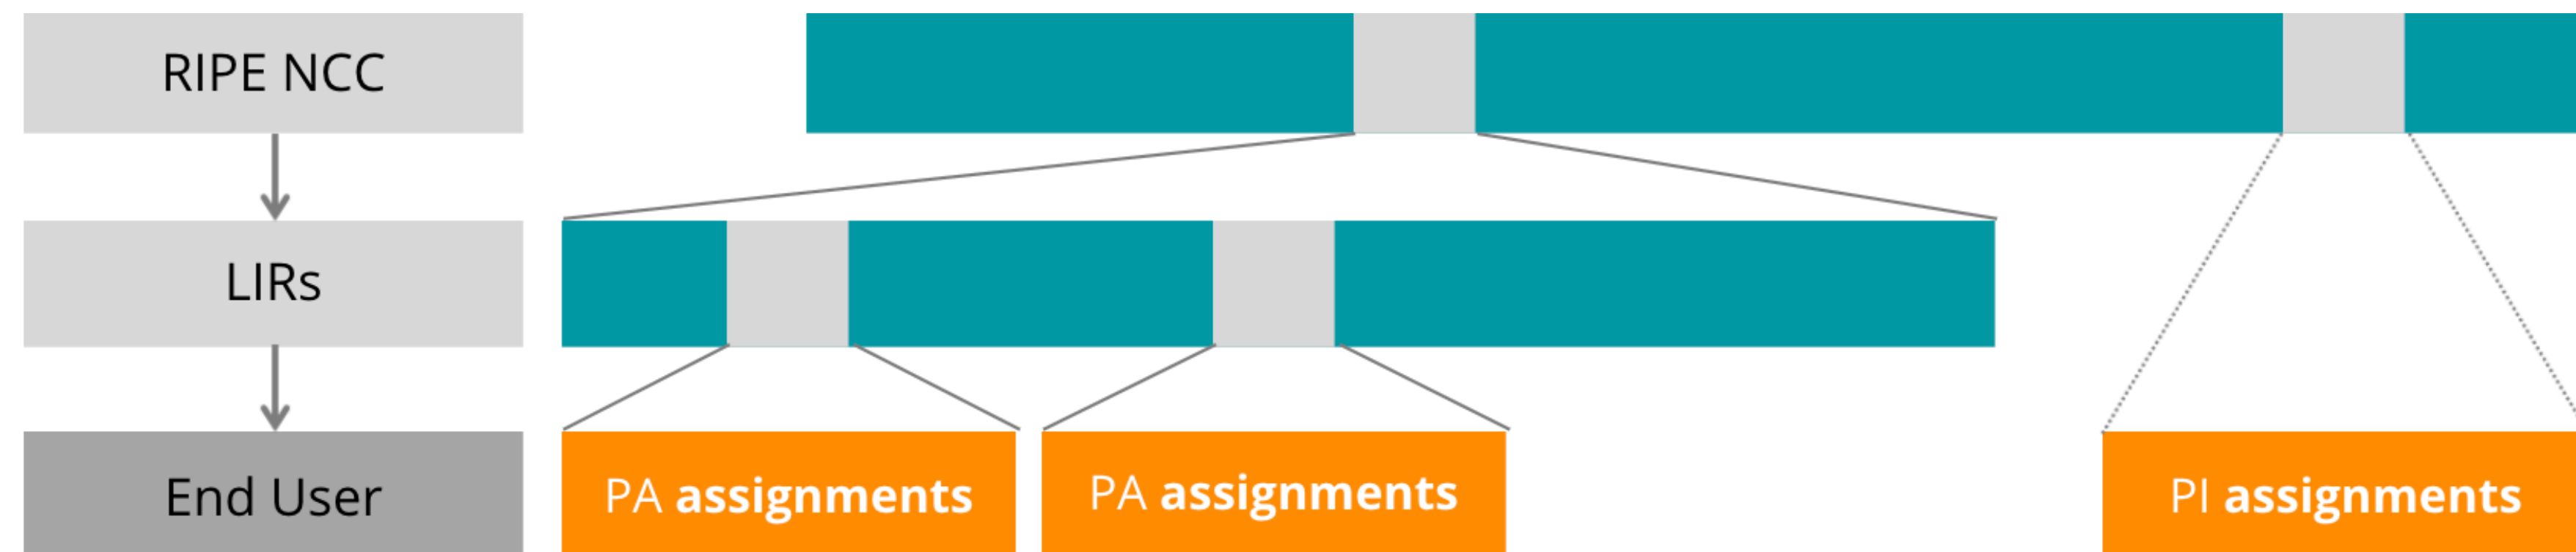 RIPE NCC
LIRs
End User
PA assignments
PA assignments
PI assignments